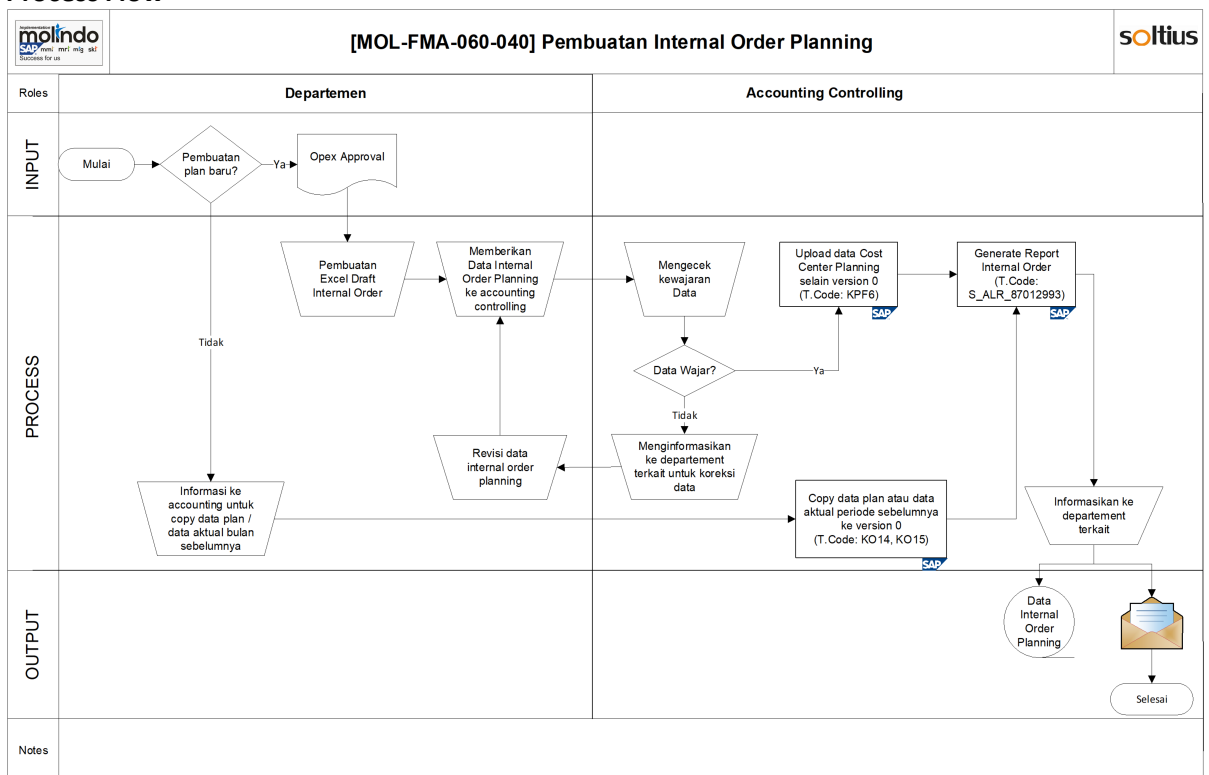 Process Flow
Implementation
molindo
SAP mmi mri mlg ski
Success for us
[MOL-FMA-060-040] Pembuatan Internal Order Planning
soltius
Roles
Departemen
Accounting Controlling
INPUT
Mulai
Pembuatan
plan baru?
Ya
Opex Approval
PROCESS
Pembuatan
Excel Draft
Internal Order
Memberikan
Data Internal
Order Planning
ke accounting
controlling
Mengecek
kewajaran
Data
Upload data Cost
Center Planning
selain version 0
(T.Code: KPF6)
SAP
Generate Report
Internal Order
(T.Code:
S_ALR_87012993)
SAP
Tidak
Data Wajar?
Ya
Tidak
Revisi data
internal order
planning
Menginformasikan
ke departement
terkait untuk koreksi
data
Informasi ke
accounting untuk
copy data plan /
data aktual bulan
sebelumnya
Copy data plan atau data
aktual periode sebelumnya
ke version 0
(T.Code: KO14, KO15)
SAP
Informasikan ke
departement
terkait
OUTPUT
Data
Internal
Order
Planning
Selesai
Notes